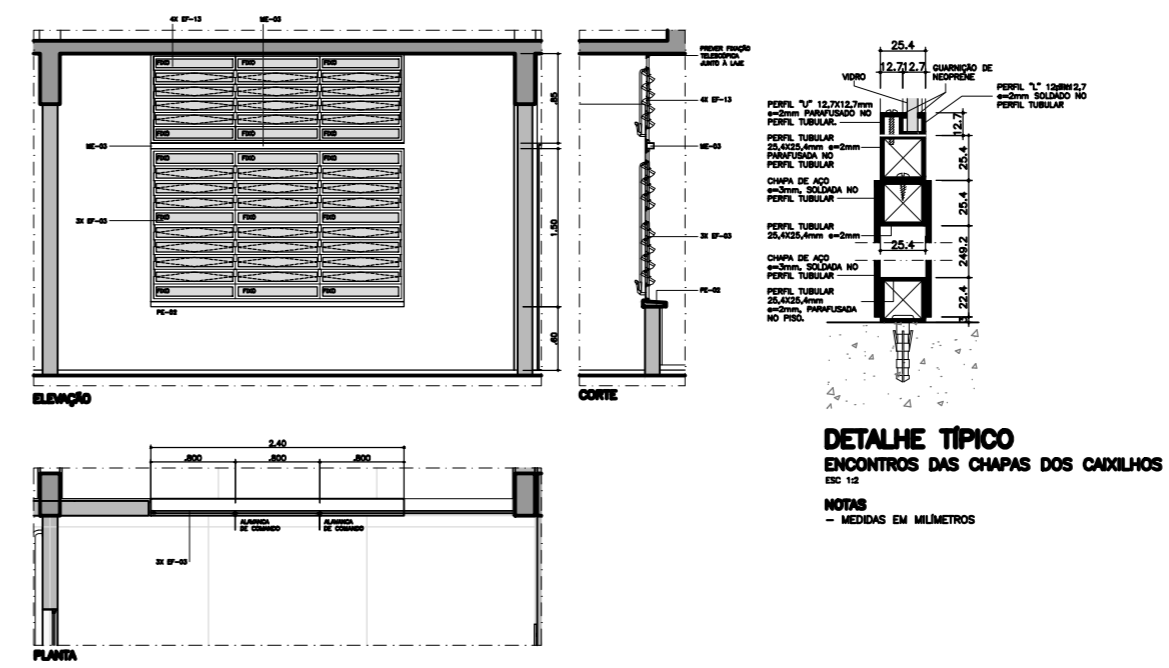 4X EF-13
ME-03
FIXO
FIXO
FIXO
FIXO
FIXO
FIXO
ME-03
FIXO
FIXO
FIXO
3X EF-03
FIXO
FIXO
FIXO
FIXO
FIXO
FIXO
PE-02
.85
1.50
.60
ELEVAÇÃO
PREVER FIXAÇÃO
TELESCÓPICA
JUNTO À LAJE
4X EF-13
ME-03
3X EF-03
PE-02
CORTE
2.40
.800
.800
.800
ALAVANCA
DE COMANDO
ALAVANCA
DE COMANDO
3X EF-03
PLANTA
25.4
12.7
12.7
VIDRO
GUARNIÇÃO DE
NEOPRENE
PERFIL "L"
e=2mm SOLDADO NO
PERFIL TUBULAR
PERFIL "U" 12,7X12,7mm
e=2mm PARAFUSADO NO
PERFIL TUBULAR.
PERFIL TUBULAR
25,4X25,4mm e=2mm
PARAFUSADA NO
PERFIL TUBULAR
CHAPA DE AÇO
e=3mm, SOLDADA NO
PERFIL TUBULAR
PERFIL TUBULAR
25,4X25,4mm e=2mm
25.4
CHAPA DE AÇO
e=3mm, SOLDADA NO
PERFIL TUBULAR
PERFIL TUBULAR
25,4X25,4mm
e=2mm, PARAFUSADA
NO PISO.
12.7
25.4
25.4
249.2
22.4
3
DETALHE TÍPICO
ENCONTROS DAS CHAPAS DOS CAIXILHOS
ESC 1:2
NOTAS
- MEDIDAS EM MILÍMETROS